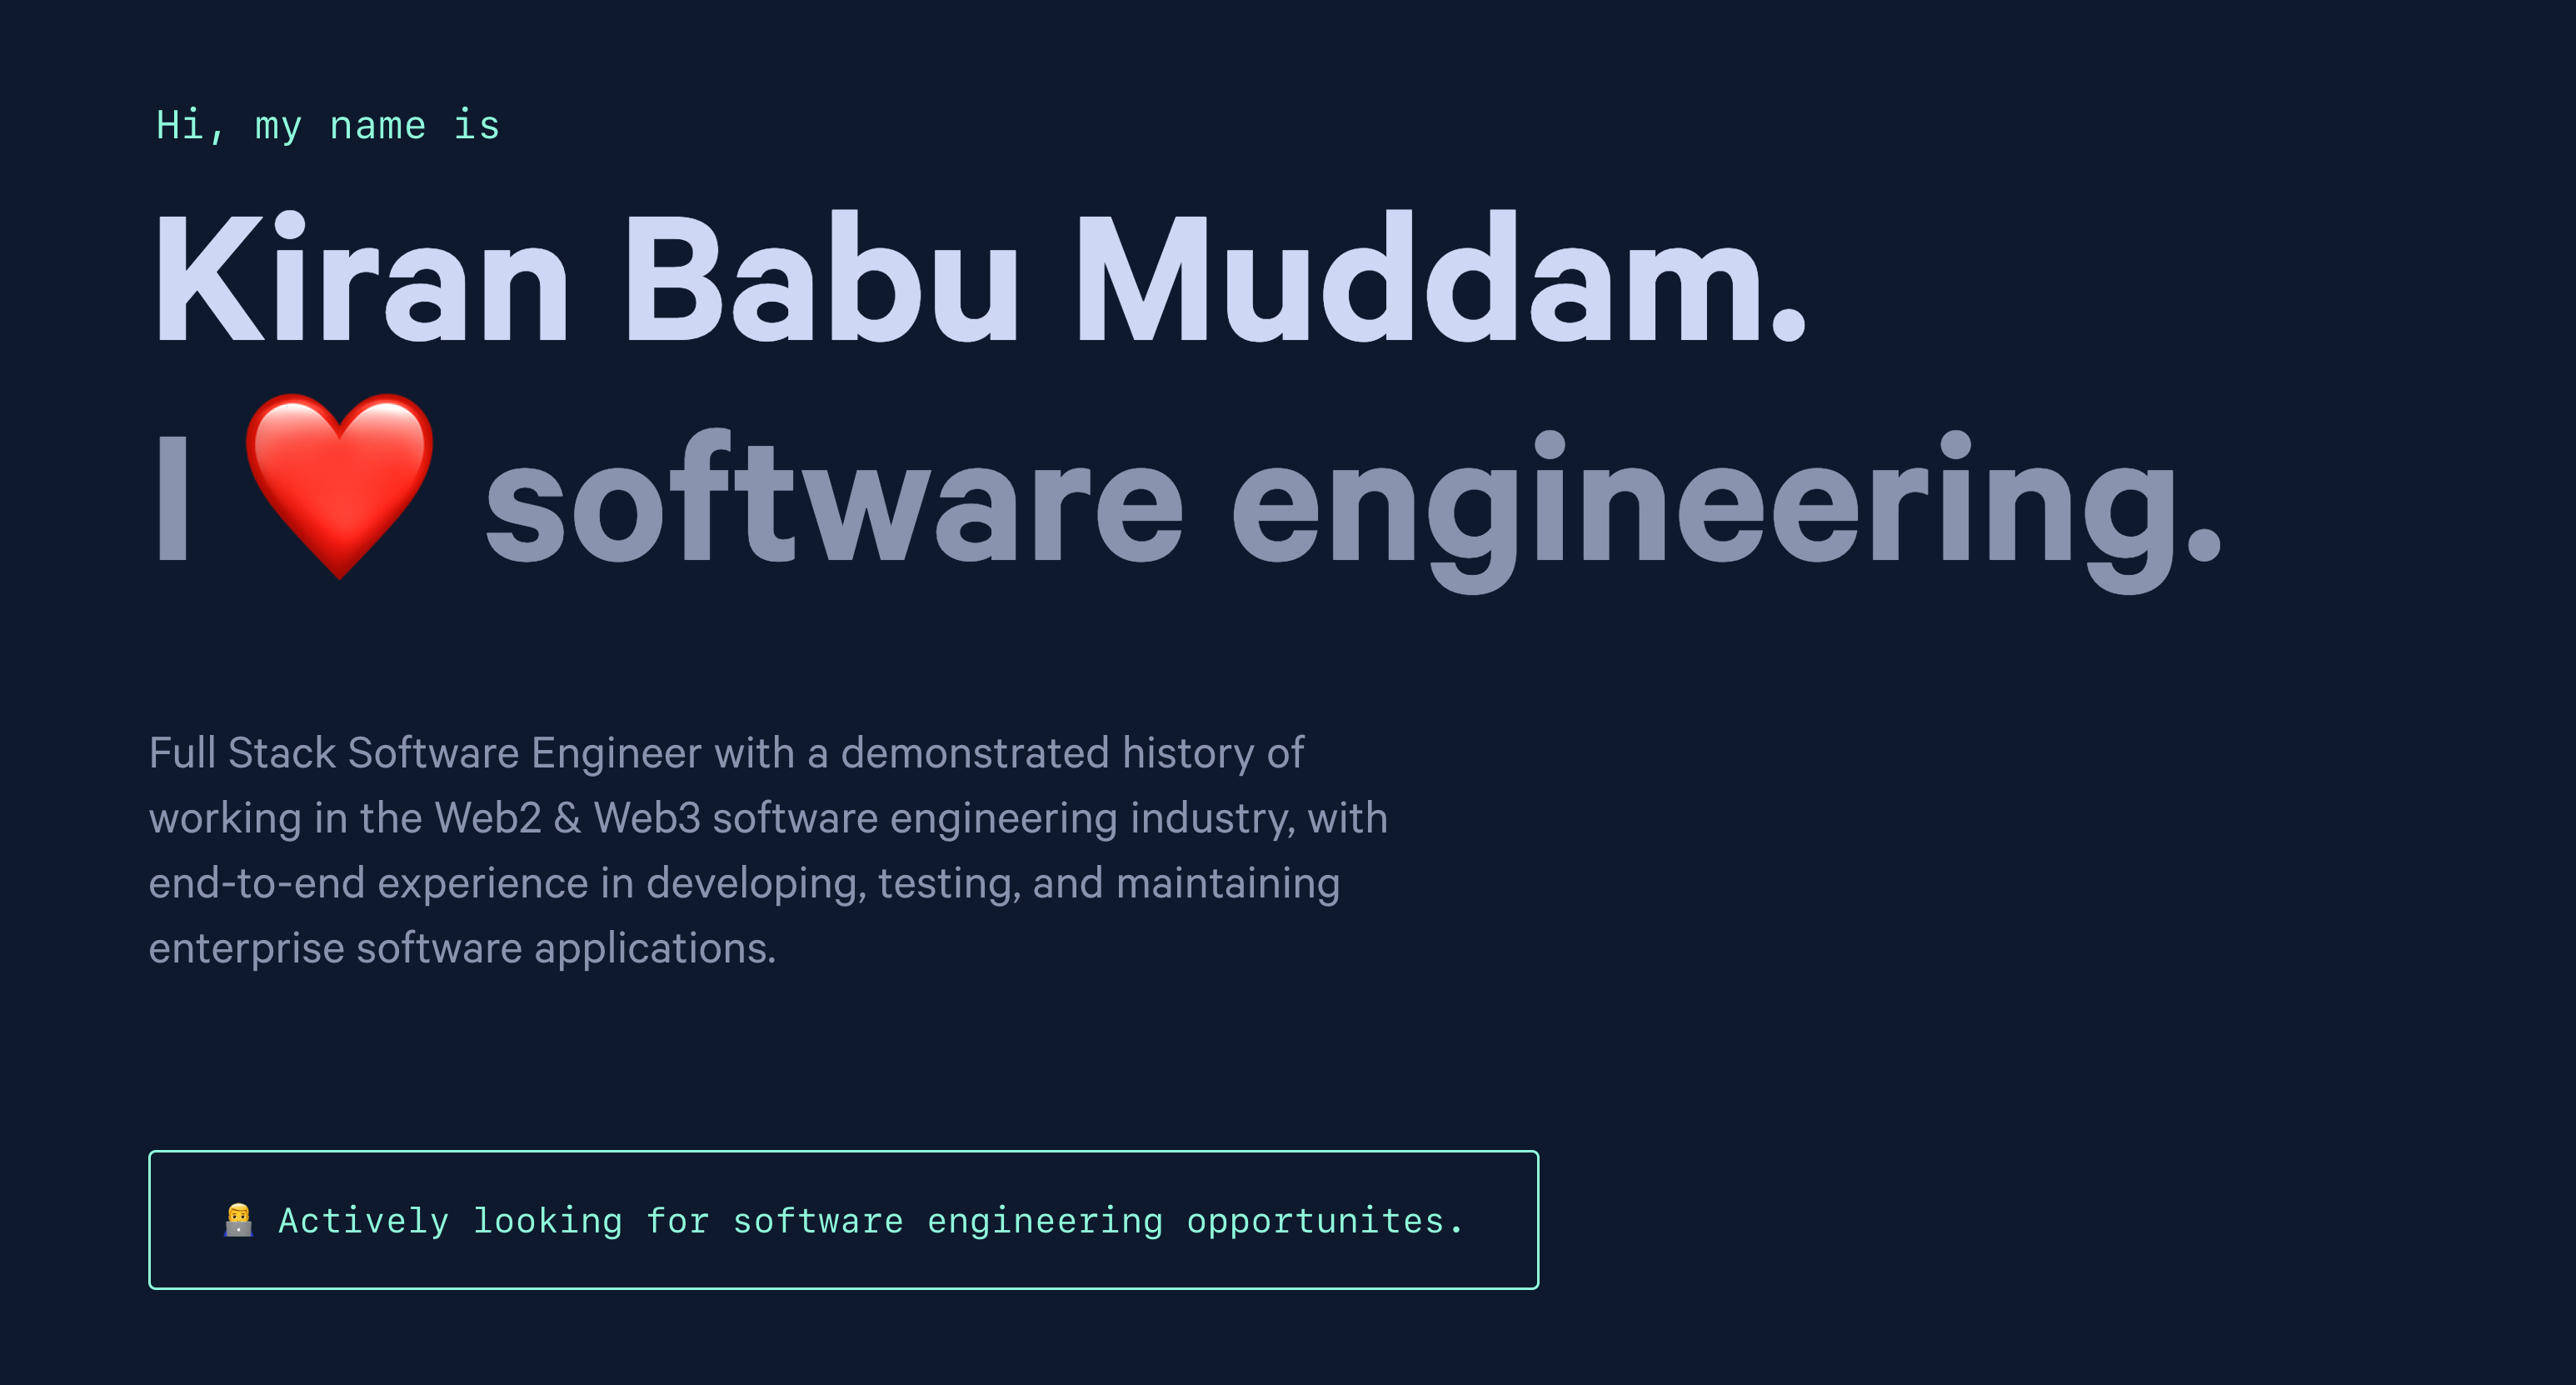 Hi, my name is
Kiran Babu Muddam.
I ❤️ software engineering.
Full Stack Software Engineer with a demonstrated history of
working in the Web2 & Web3 software engineering industry, with
end-to-end experience in developing, testing, and maintaining
enterprise software applications.
👨‍💻 Actively looking for software engineering opportunites.